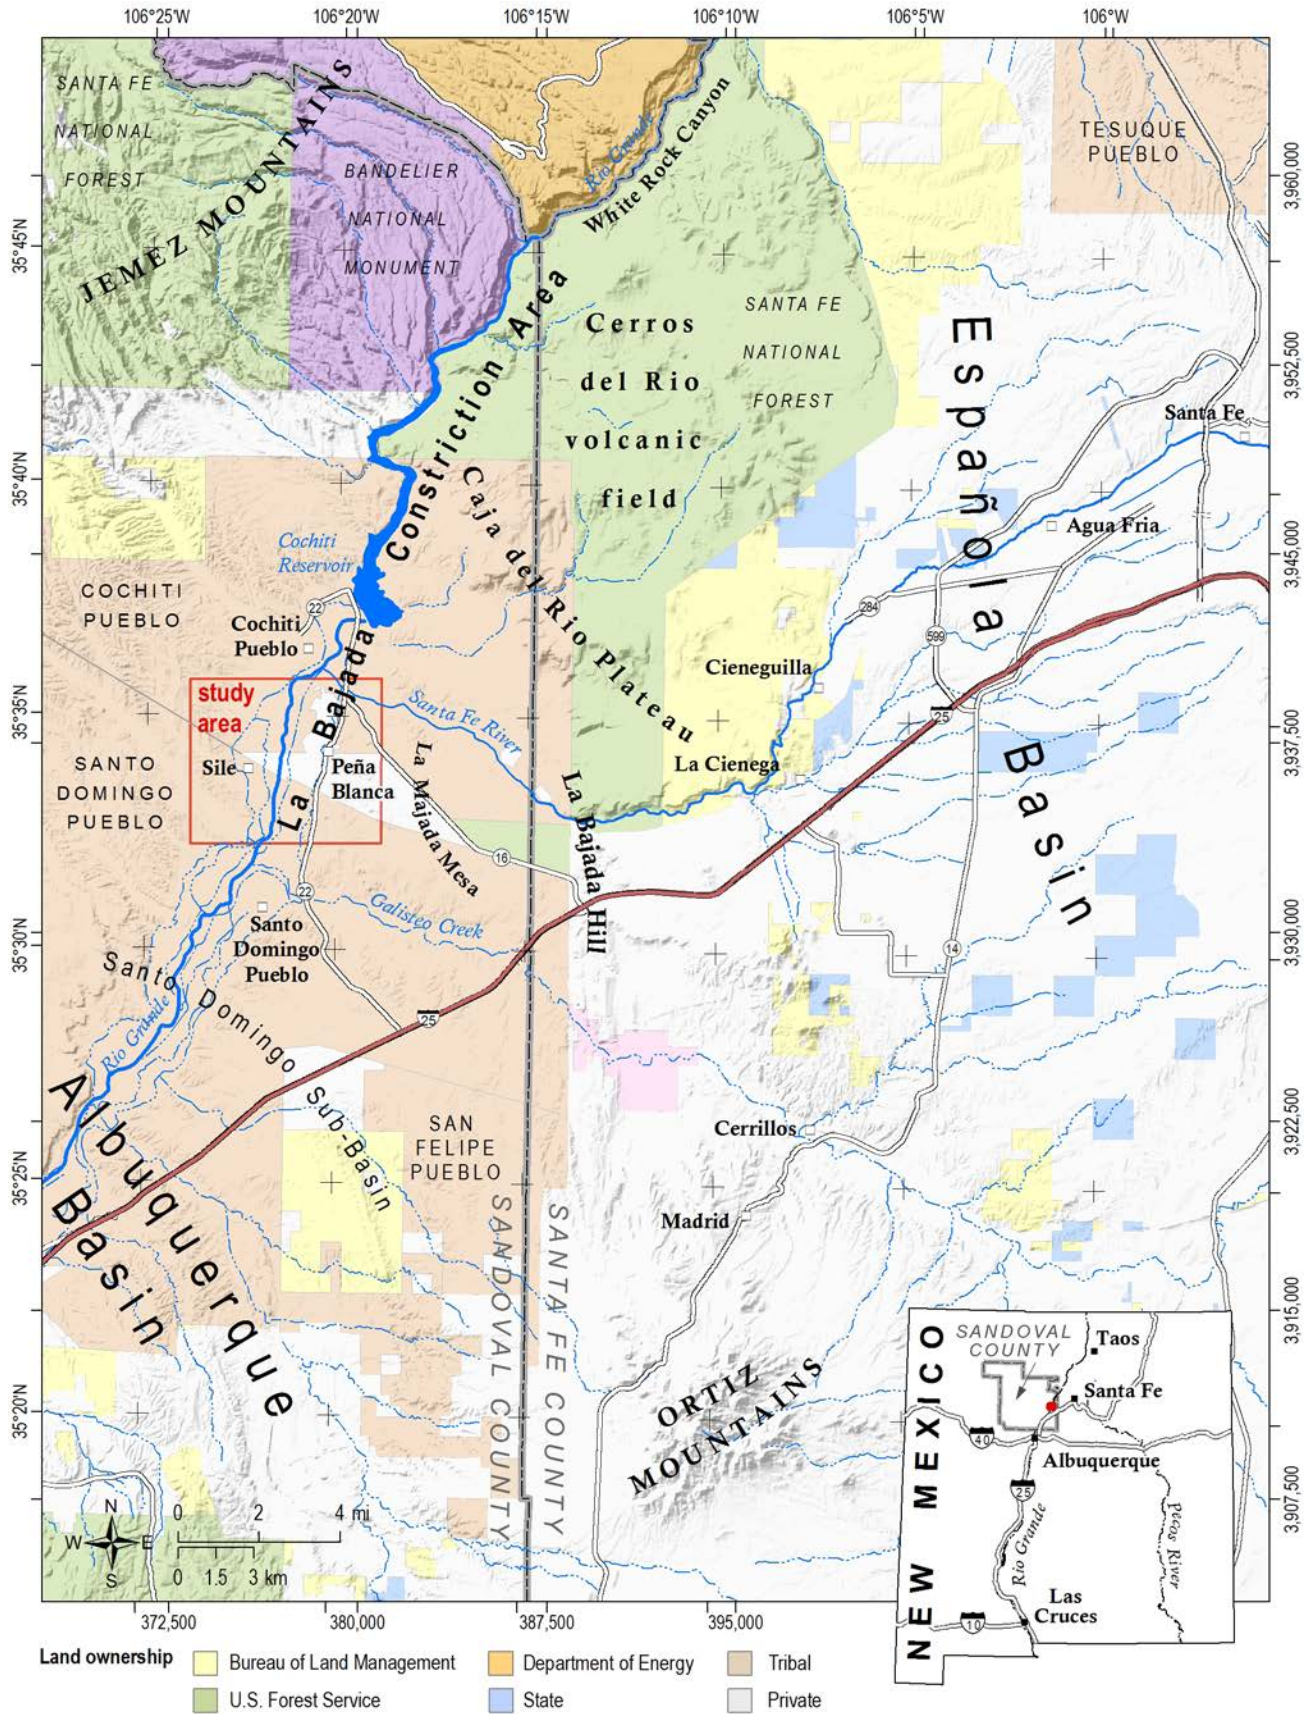 106°25'W 106°20'W 106°15'W 106°10'W 106°5'W 106°W
SANTA FE
NATIONAL
FOREST
JEMEZ MOUNTAINS
BANDELIER
NATIONAL
MONUMENT
Rio Grande
White Rock Canyon
TESUQUE
PUEBLO
3,960,000
35°45'N
Constriction Area
Cerros
del Rio
volcanic
field
SANTA FE
NATIONAL
FOREST
Española
Basin
3,952,500
Santa Fe
35°40'N
Caja del Rio Plateau
Agua Fria
Cochiti
Reservoir
3,945,000
COCHITI
PUEBLO
22
Cochiti
Pueblo
284
599
Cieneguilla
study
area
La Bajada
Santa Fe River
35°35'N
25
3,937,500
La Cienega
Sile
Peña
Blanca
SANTO
DOMINGO
PUEBLO
La Majada Mesa
La Bajada Hill
16
22
Galisteo Creek
Santo
Domingo
Pueblo
14
35°30'N
3,930,000
Santo Domingo Sub-Basin
Rio Grande
25
Albuquerque
Basin
SAN
FELIPE
PUEBLO
Cerrillos
3,922,500
35°25'N
SANDOVAL COUNTY
SANTA FE COUNTY
Madrid
3,915,000
ORTIZ
MOUNTAINS
35°20'N
3,907,500
N
W E
S
0 2 4 mi
0 1.5 3 km
NEW MEXICO
SANDOVAL
COUNTY
Taos
Santa Fe
40
Albuquerque
25
Rio Grande
Pecos River
Las
Cruces
10
372,500 380,000 387,500 395,000
Land ownership
Bureau of Land Management
Department of Energy
Tribal
U.S. Forest Service
State
Private